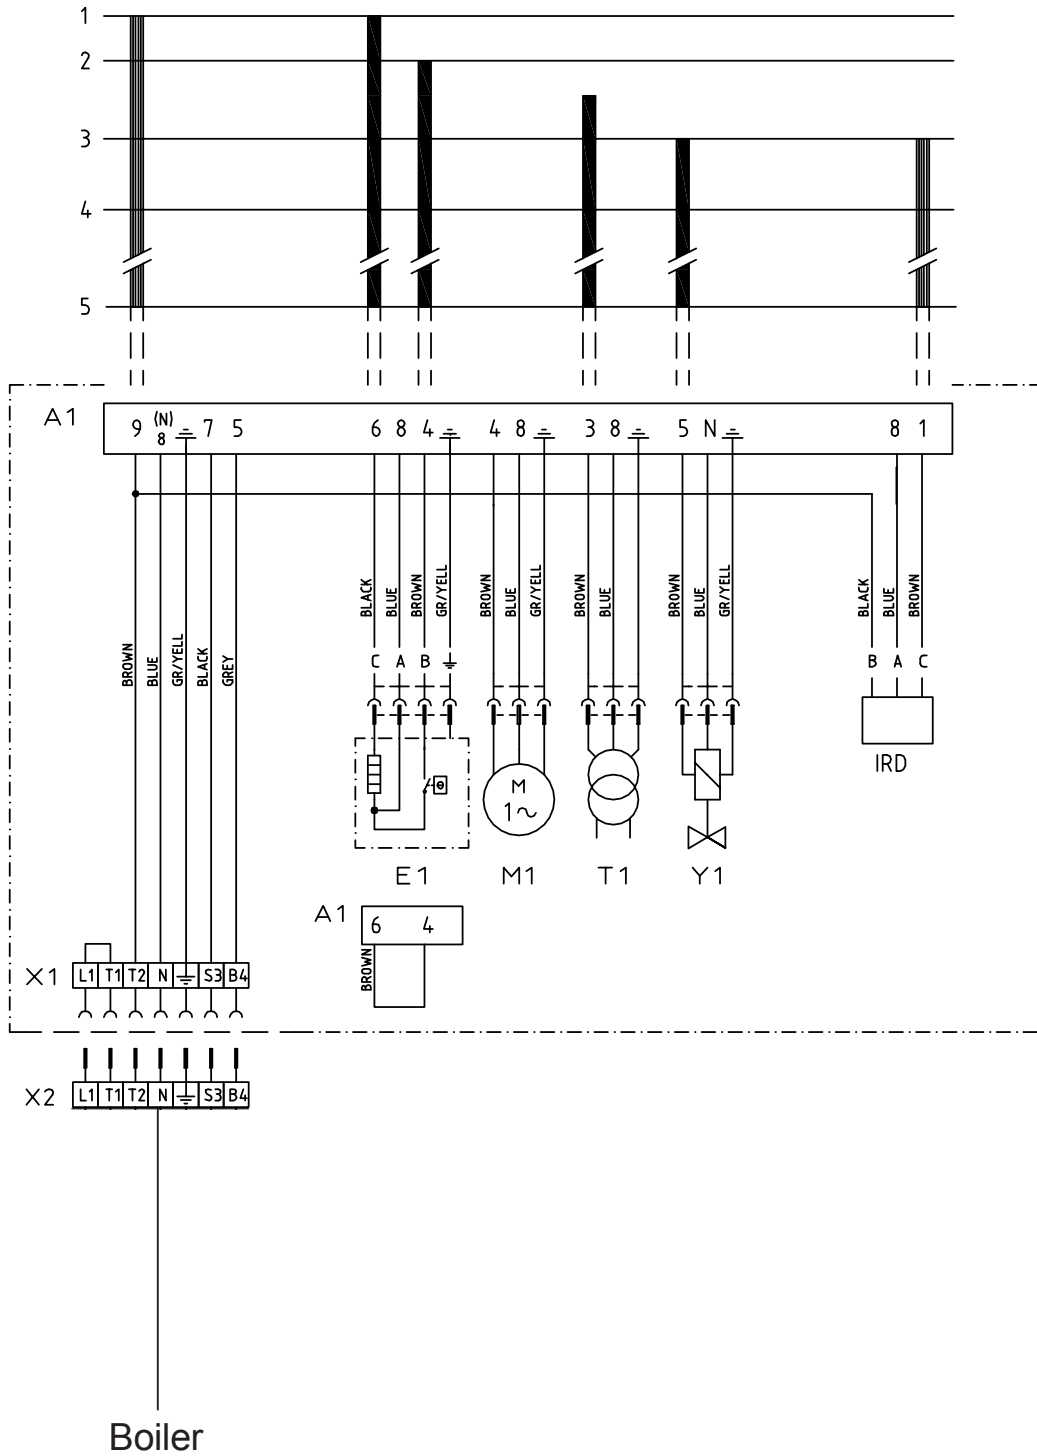 1
2
3
4
5
A1
9 (N) 8 7 5 6 8 4 4 8 3 8 5 N 8 1
BROWN BLUE GR/YELL BLACK GREY
BLACK BLUE BROWN GR/YELL
BROWN BLUE GR/YELL
BROWN BLUE
BROWN BLUE GR/YELL
BLACK BLUE BROWN
C A B
B A C
IRD
M
1~
E1 M1 T1 Y1
A1 6 4
BROWN
X1 L1 T1 T2 N S3 B4
X2 L1 T1 T2 N S3 B4
Boiler